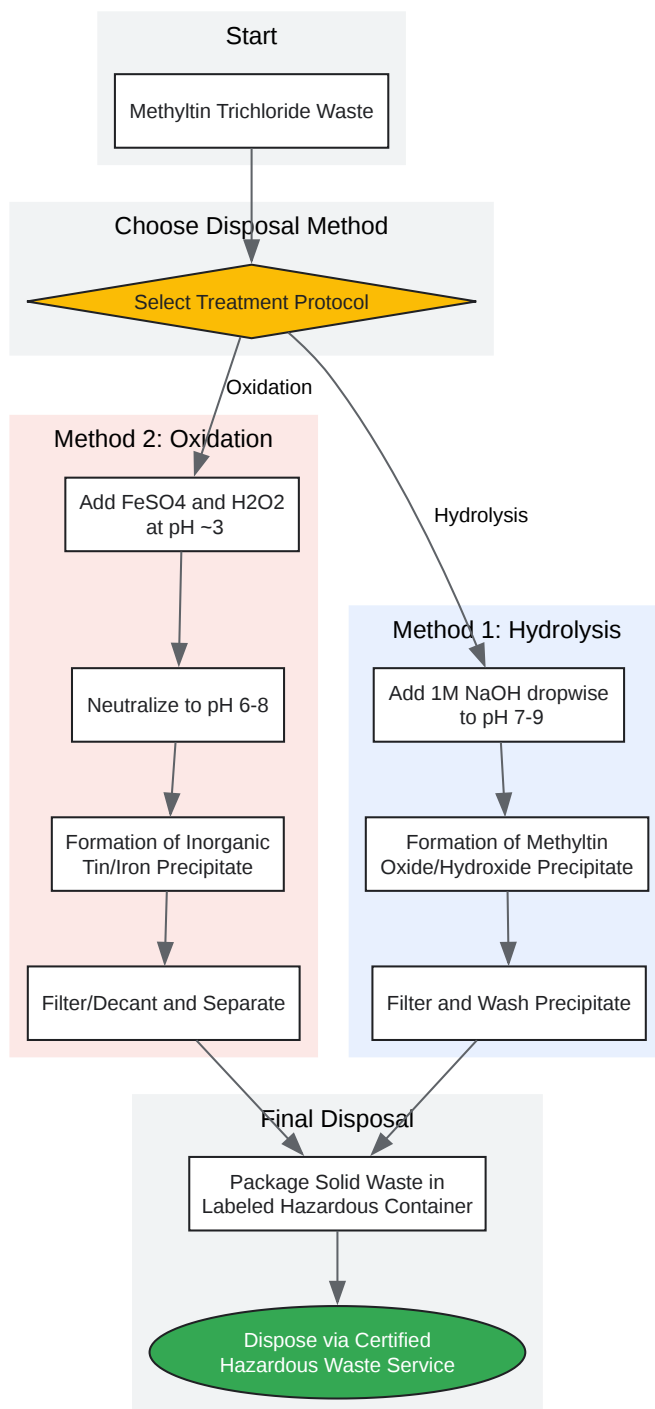 Start
Methyltin Trichloride Waste
Choose Disposal Method
Select Treatment Protocol
Oxidation
Method 2: Oxidation
Add FeSO4 and H2O2
at pH ~3
Neutralize to pH 6-8
Formation of Inorganic
Tin/Iron Precipitate
Filter/Decant and Separate
Hydrolysis
Method 1: Hydrolysis
Add 1M NaOH dropwise
to pH 7-9
Formation of Methyltin
Oxide/Hydroxide Precipitate
Filter and Wash Precipitate
Final Disposal
Package Solid Waste in
Labeled Hazardous Container
Dispose via Certified
Hazardous Waste Service